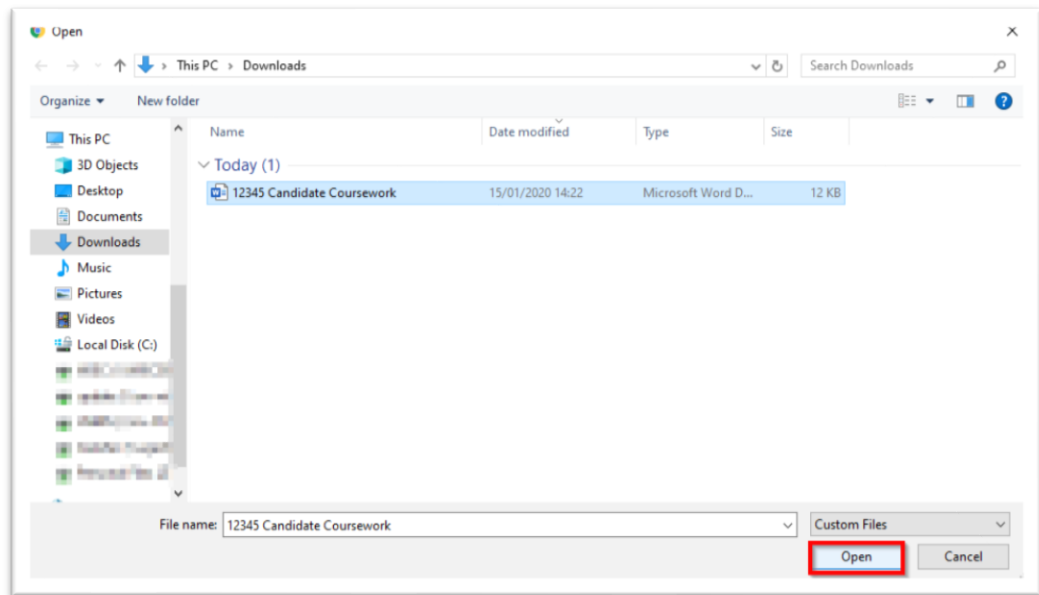 Open
This PC > Downloads
Search Downloads
Organize
New folder
?
Name
Date modified
Type
Size
This PC
3D Objects
Desktop
Documents
Downloads
Music
Pictures
Videos
Local Disk (C:)
Today (1)
12345 Candidate Coursework 15/01/2020 14:22 Microsoft Word D... 12 KB
File name: 12345 Candidate Coursework
Custom Files
Open
Cancel